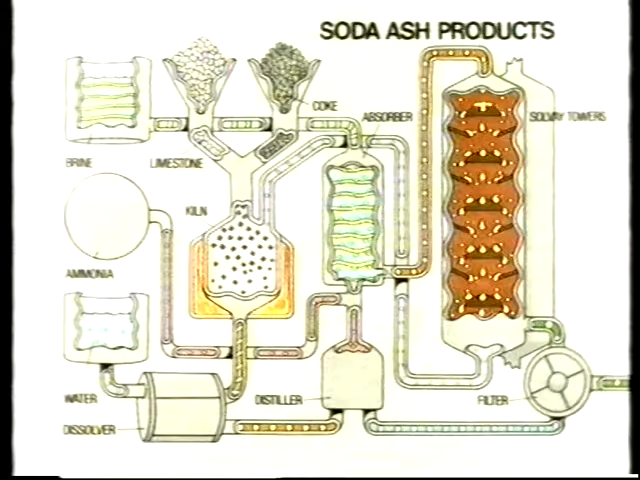 SODA ASH PRODUCTS
COKE
ABSORBER
SOLVAY TOWERS
BRINE
LIMESTONE
KILN
AMMONIA
WATER
DISTILLER
FILTER
DISSOLVER